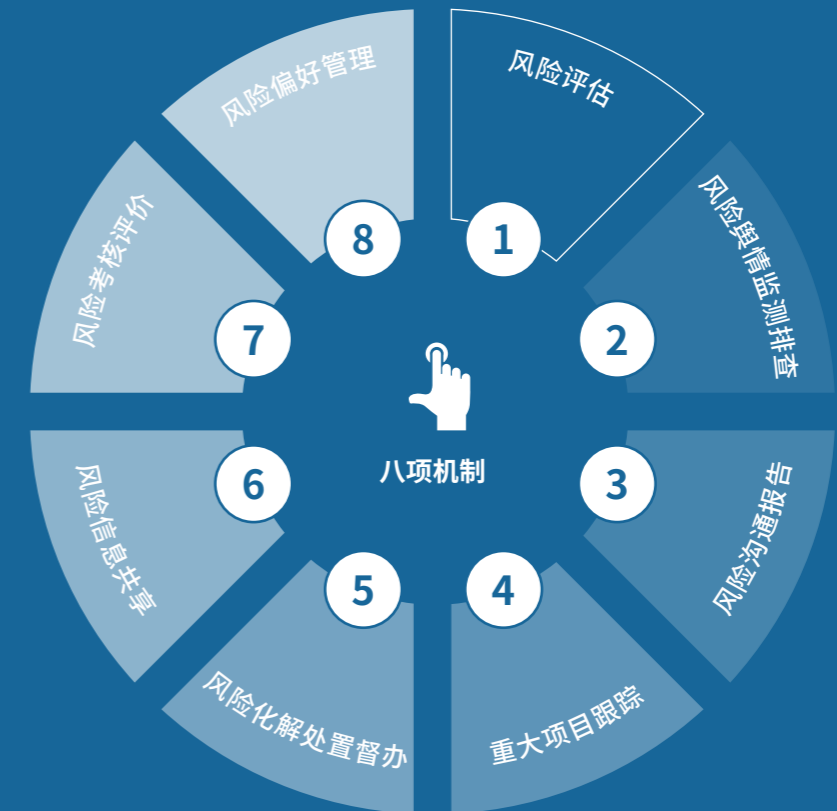 风险评估
1
风险舆情监测排查
2
风险沟通报告
3
重大项目跟踪
4
风险化解处置督办
5
风险信息共享
6
风险考核评价
7
风险偏好管理
8
八项机制